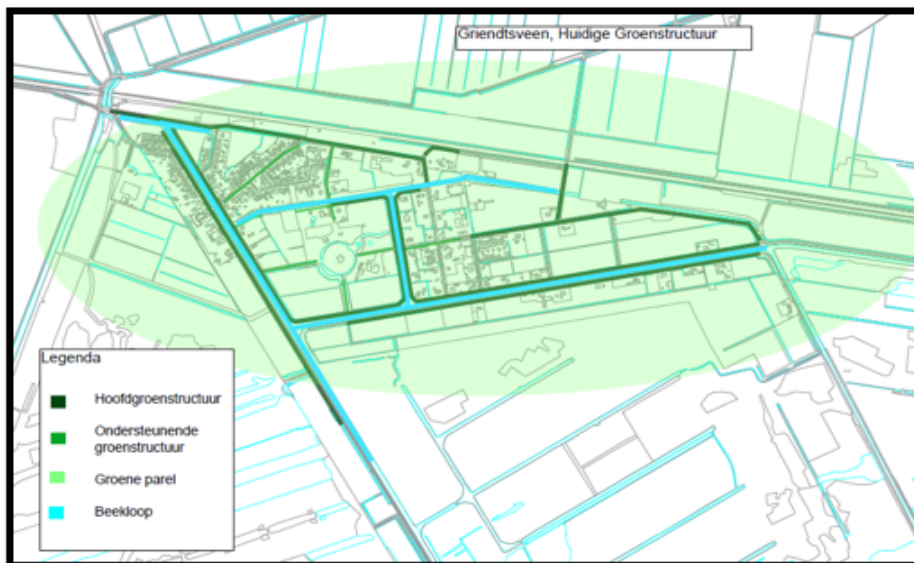 Griendtsveen, Huidige Groenstructuur
Legenda
Hoofdgroenstructuur
Ondersteunende
groenstructuur
Groene parel
Beekloop